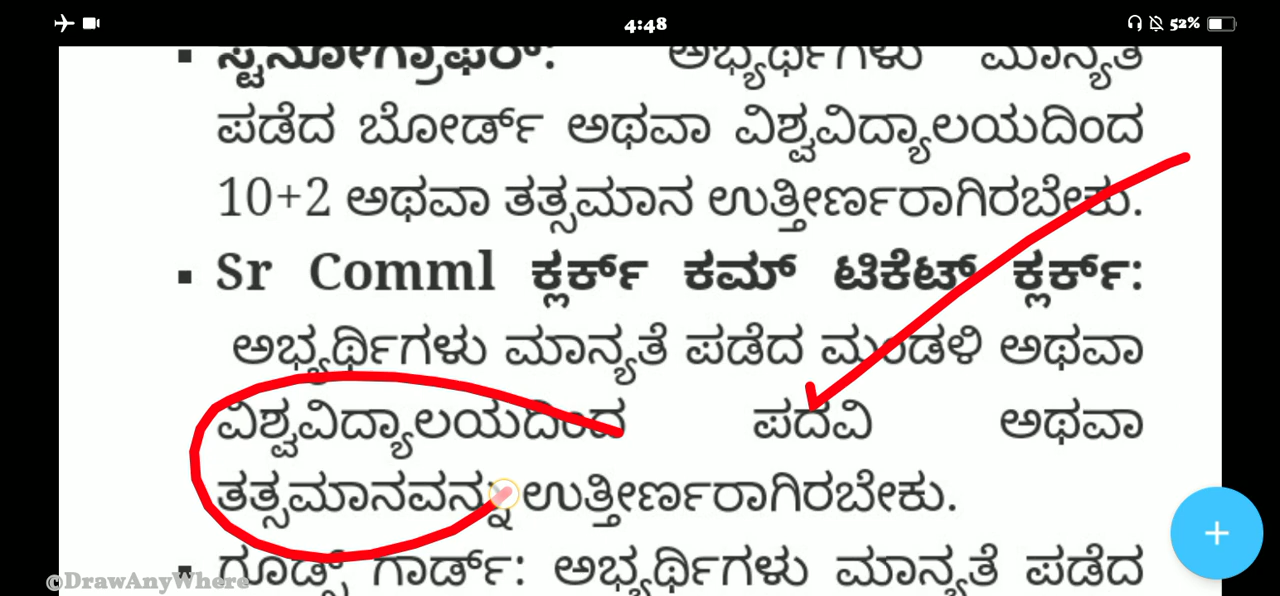 4:48
52%
▪ ಸ್ಟೆನೋಗ್ರಾಫರ್: ಅಭ್ಯರ್ಥಿಗಳು ಮಾನ್ಯತೆ
ಪಡೆದ ಬೋರ್ಡ್ ಅಥವಾ ವಿಶ್ವವಿದ್ಯಾಲಯದಿಂದ
10+2 ಅಥವಾ ತತ್ಸಮಾನ ಉತ್ತೀರ್ಣರಾಗಿರಬೇಕು.
▪ Sr Comml ಕ್ಲರ್ಕ್ ಕಮ್ ಟಿಕೆಟ್ ಕ್ಲರ್ಕ್:
ಅಭ್ಯರ್ಥಿಗಳು ಮಾನ್ಯತೆ ಪಡೆದ ಮಂಡಳಿ ಅಥವಾ
ವಿಶ್ವವಿದ್ಯಾಲಯದಿಂದ ಪದವಿ ಅಥವಾ
ತತ್ಸಮಾನವನ್ನು ಉತ್ತೀರ್ಣರಾಗಿರಬೇಕು.
▪ ಗೂಡ್ಸ್ ಗಾರ್ಡ್: ಅಭ್ಯರ್ಥಿಗಳು ಮಾನ್ಯತೆ ಪಡೆದ
©DrawAnyWhere